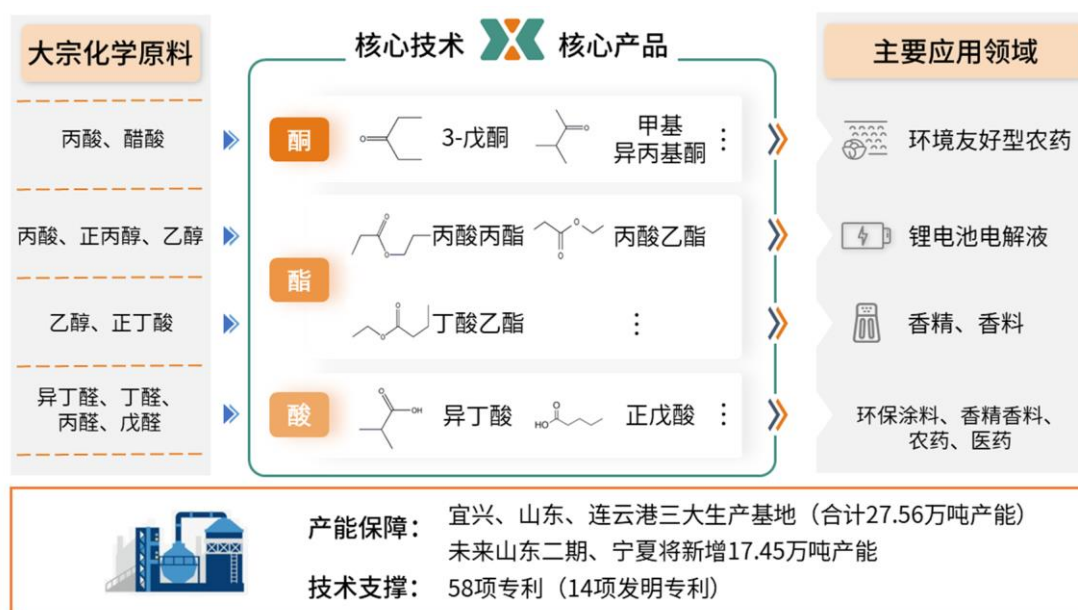 大宗化学原料
核心技术 核心产品
主要应用领域
丙酸、醋酸
酮
O
3-戊酮
O
甲基
异丙基酮
⋮
环境友好型农药
丙酸、正丙醇、乙醇
酯
O
O
丙酸丙酯
O
O
丙酸乙酯
锂电池电解液
乙醇、正丁酸
O
O
丁酸乙酯
⋮
香精、香料
异丁醛、丁醛、
丙醛、戊醛
酸
O
OH
异丁酸
O
HO
正戊酸
⋮
环保涂料、香精香料、
农药、医药
产能保障：
宜兴、山东、连云港三大生产基地（合计27.56万吨产能）
未来山东二期、宁夏将新增17.45万吨产能
技术支撑：
58项专利（14项发明专利）